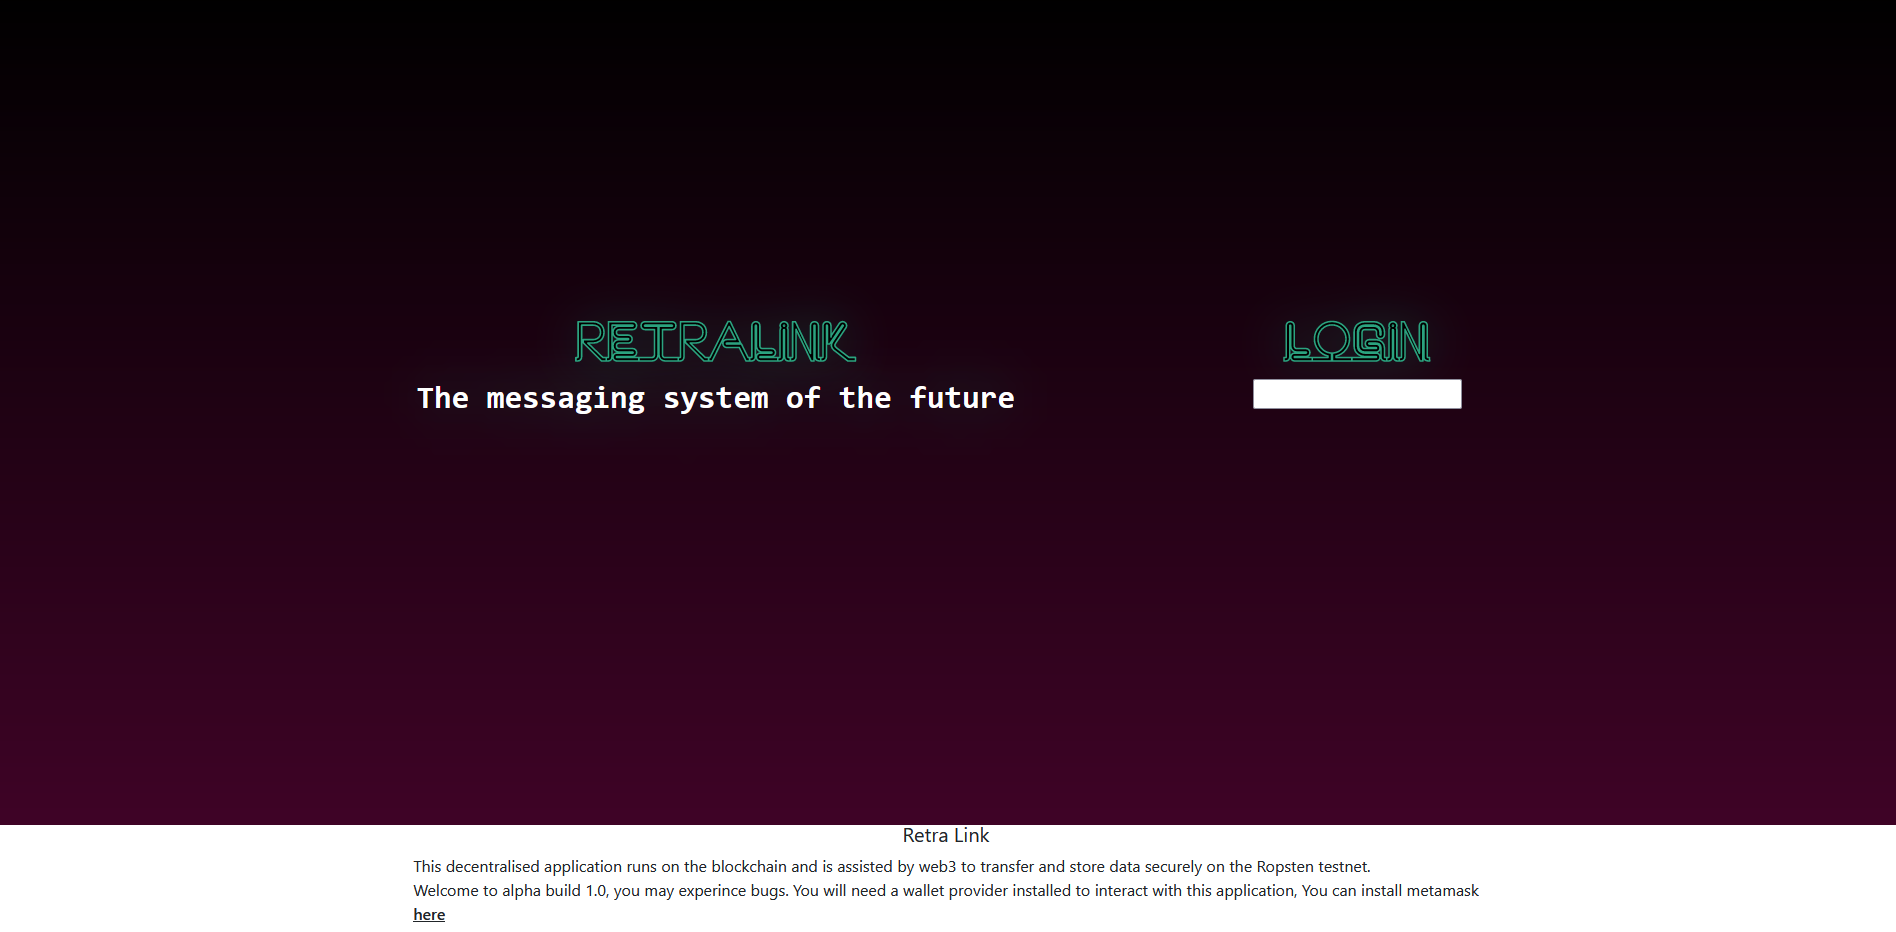 RETRALINK
The messaging system of the future
LOGIN
Retra Link
This decentralised application runs on the blockchain and is assisted by web3 to transfer and store data securely on the Ropsten testnet.
Welcome to alpha build 1.0, you may experince bugs. You will need a wallet provider installed to interact with this application, You can install metamask
here